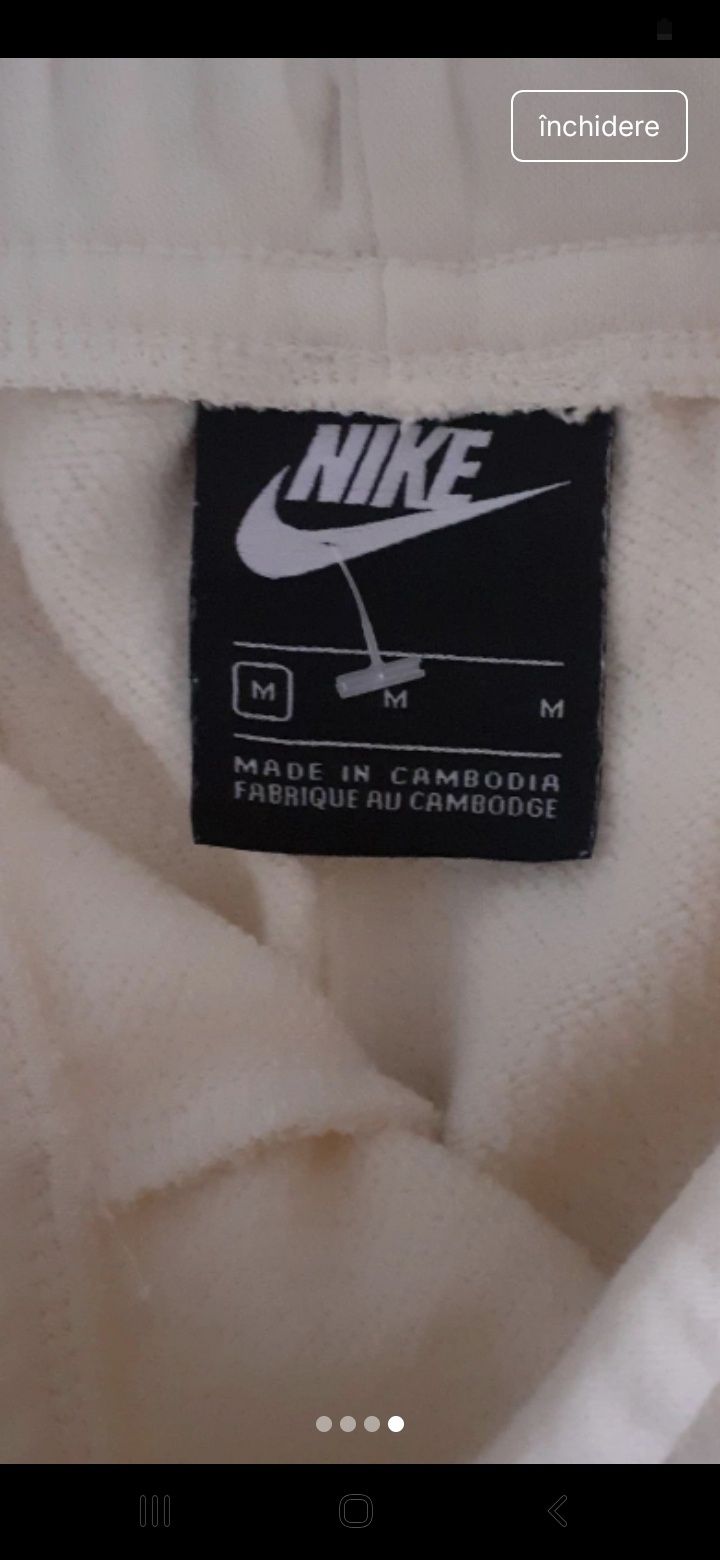 închidere
NIKE
M M M
MADE IN CAMBODIA
FABRIQUE AU CAMBODGE